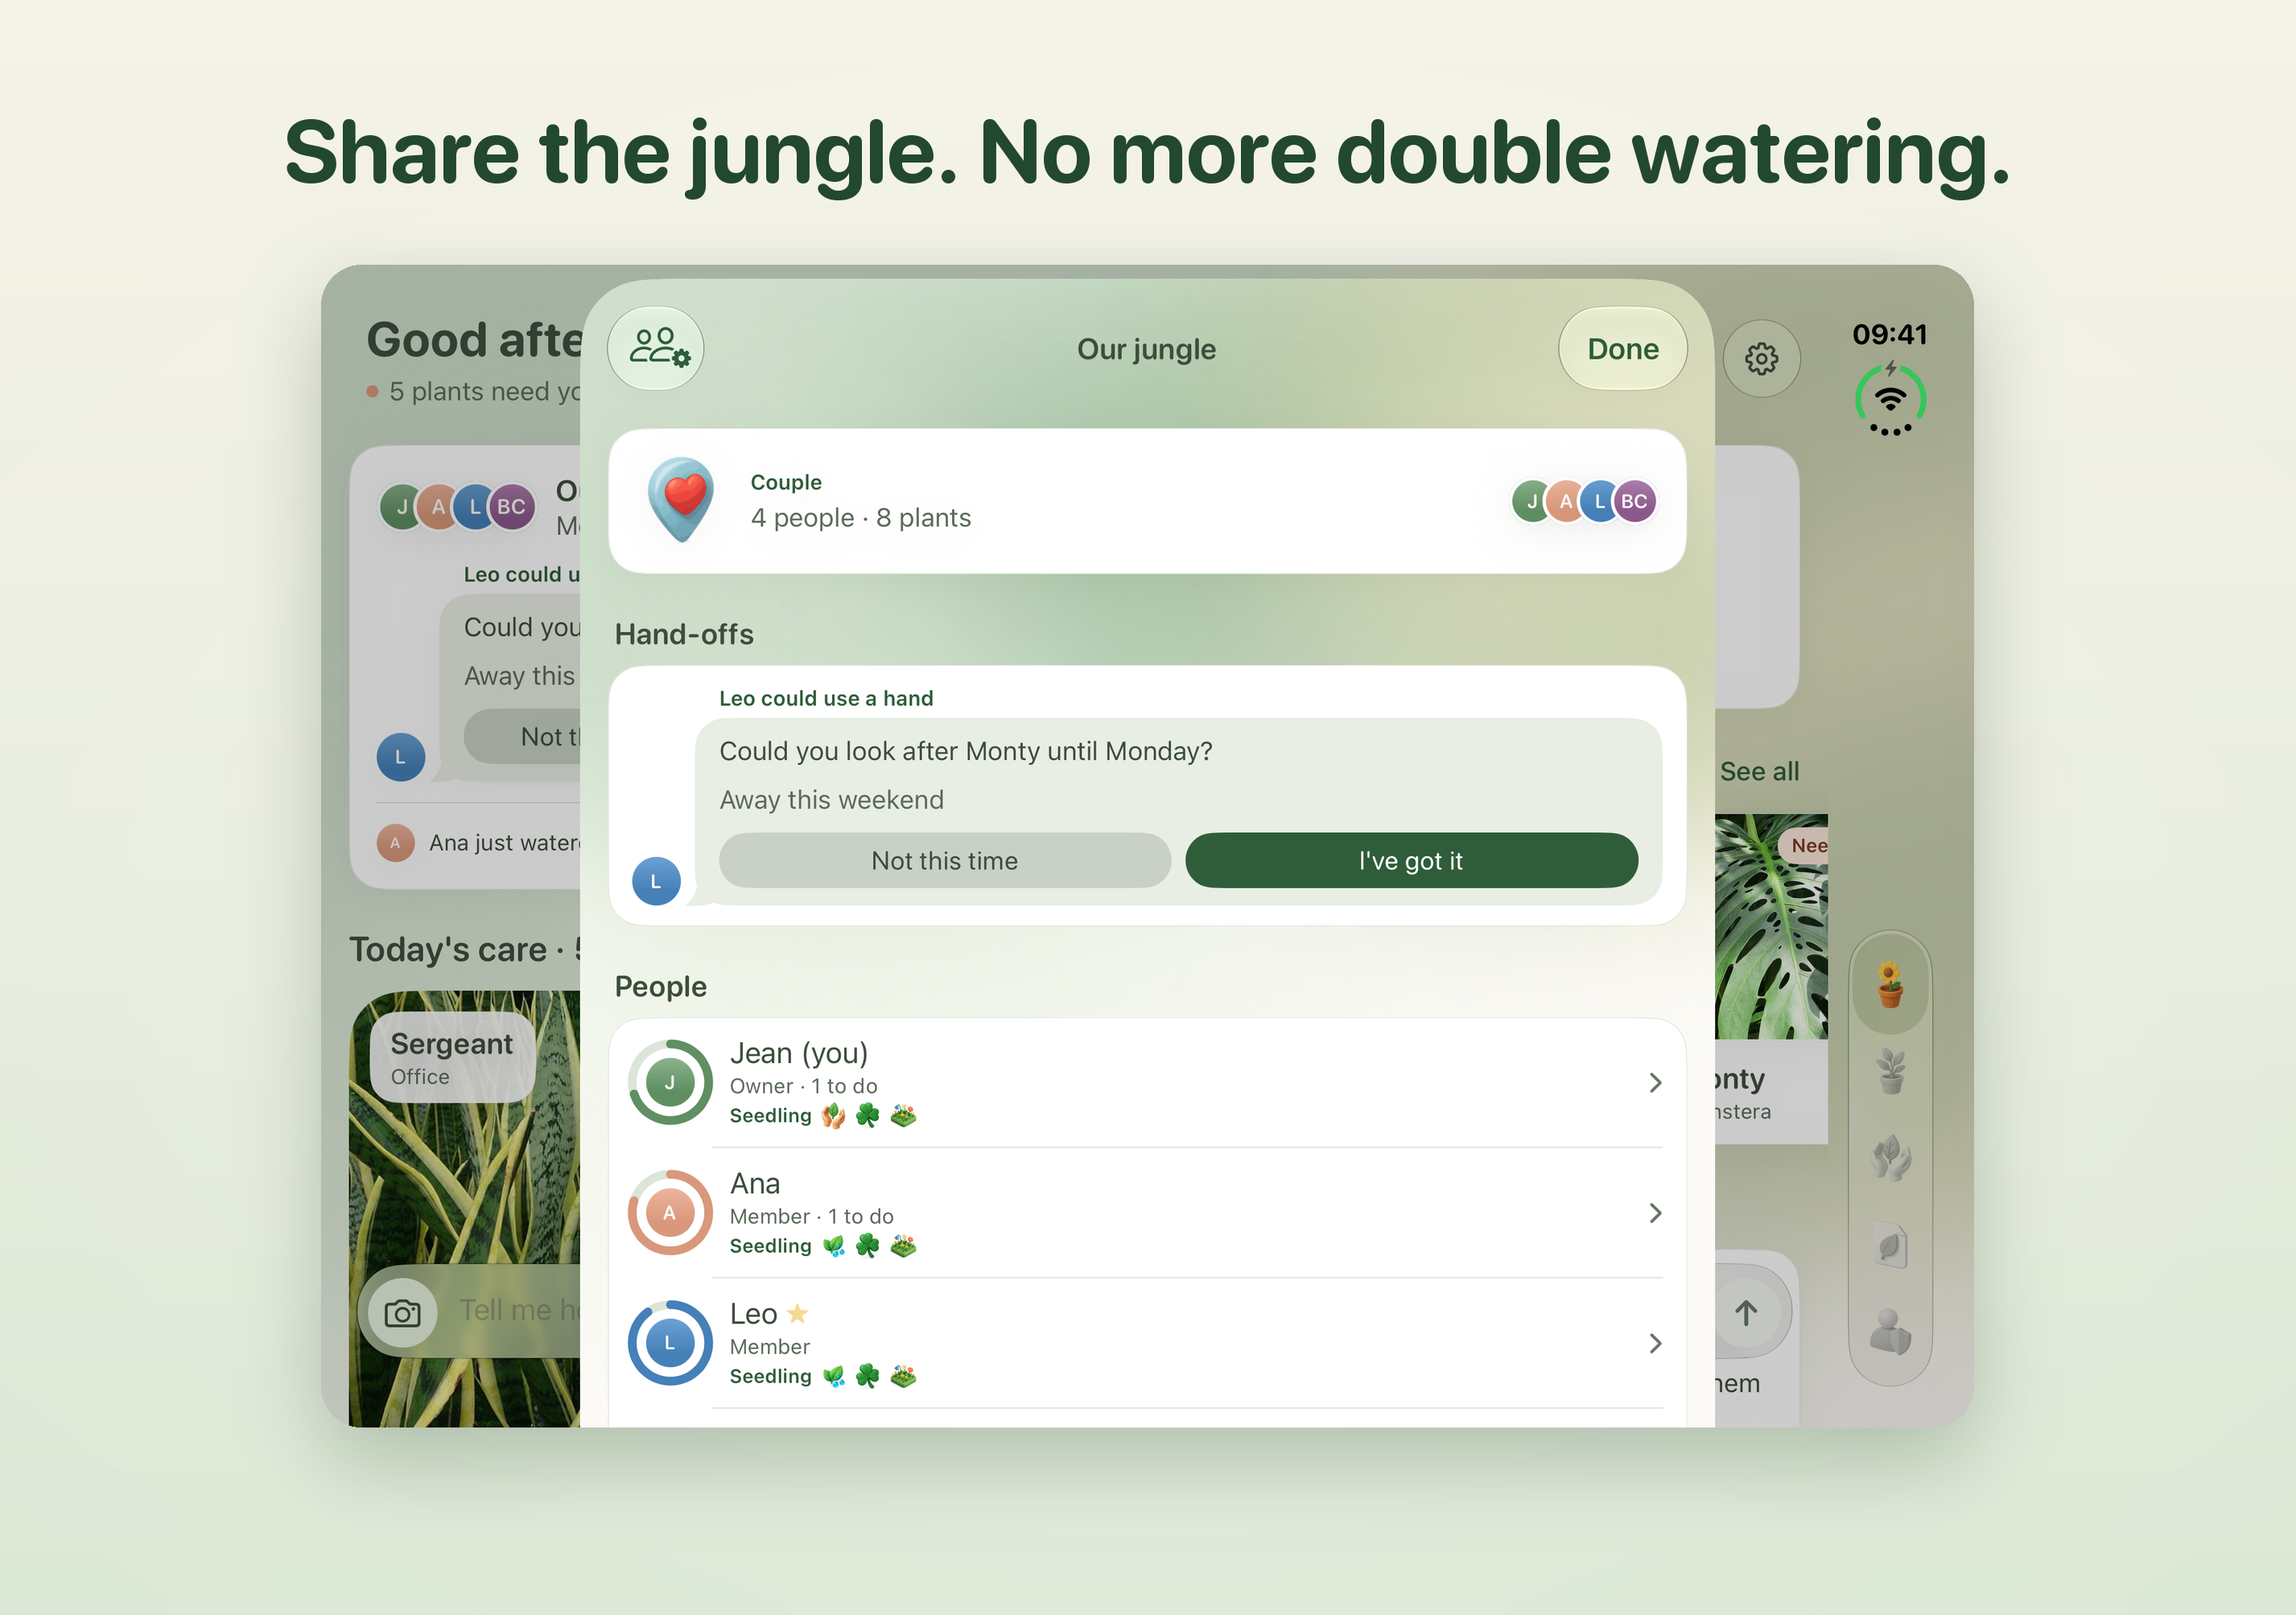 Share the jungle. No more double watering.
Good afte
5 plants need yo
J A L BC
Leo could u
Could you
Away this
L
A
Ana just water
Today's care ·
Sergeant
Office
Tell me
Our jungle
Done
Couple
4 people · 8 plants
J A L BC
Hand-offs
Leo could use a hand
Could you look after Monty until Monday?
Away this weekend
Not this time
I've got it
L
People
J
Jean (you)
Owner · 1 to do
Seedling
A
Ana
Member · 1 to do
Seedling
L
Leo
Member
Seedling
09:41
See all
Nee
onty
nstera
hem